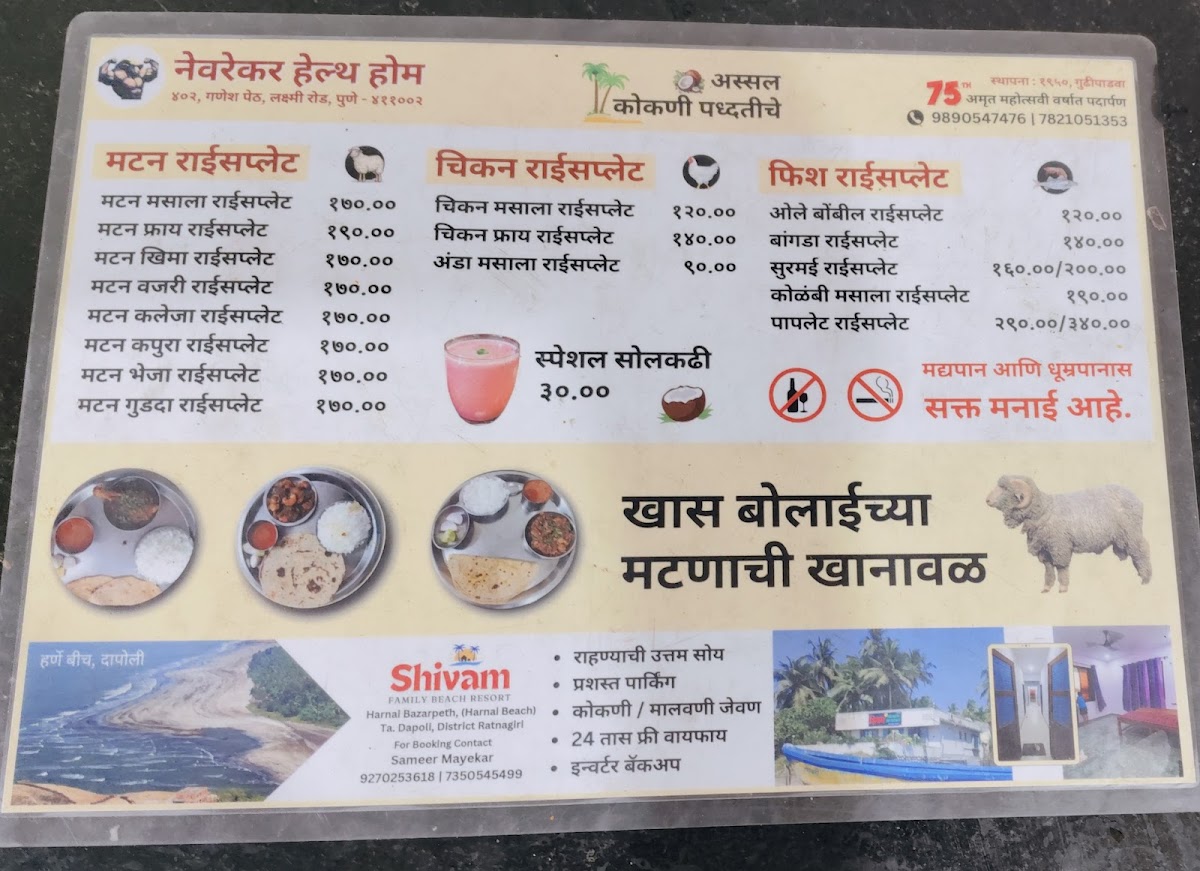 नेवरेकर हेल्थ होम
४०२, गणेश पेठ, लक्ष्मी रोड, पुणे - ४११००२
अस्सल
कोकणी पध्दतीचे
स्थापना : १९५०, गुढीपाडवा
75TH अमृत महोत्सवी वर्षात पदार्पण
9890547476 | 7821051353
मटन राईसप्लेट
मटन मसाला राईसप्लेट १७०.००
मटन फ्राय राईसप्लेट १९०.००
मटन खिमा राईसप्लेट १७०.००
मटन वजरी राईसप्लेट १७०.००
मटन कलेजा राईसप्लेट १७०.००
मटन कपुरा राईसप्लेट १७०.००
मटन भेजा राईसप्लेट १७०.००
मटन गुडदा राईसप्लेट १७०.००
चिकन राईसप्लेट
चिकन मसाला राईसप्लेट १२०.००
चिकन फ्राय राईसप्लेट १४०.००
अंडा मसाला राईसप्लेट ९०.००
स्पेशल सोलकढी
३०.००
फिश राईसप्लेट
ओले बोंबील राईसप्लेट १२०.००
बांगडा राईसप्लेट १४०.००
सुरमई राईसप्लेट १६०.००/२००.००
कोळंबी मसाला राईसप्लेट १९०.००
पापलेट राईसप्लेट २९०.००/३४०.००
मद्यपान आणि धूम्रपानास
सक्त मनाई आहे.
खास बोलाईच्या
मटणाची खानावळ
हर्णे बीच, दापोली
Shivam
FAMILY BEACH RESORT
Harnai Bazarpeth, (Harnai Beach)
Ta. Dapoli, District Ratnagiri
For Booking Contact
Sameer Mayekar
9270253618 | 7350545499
• राहण्याची उत्तम सोय
• प्रशस्त पार्किंग
• कोकणी / मालवणी जेवण
• 24 तास फ्री वायफाय
• इन्वर्टर बॅकअप